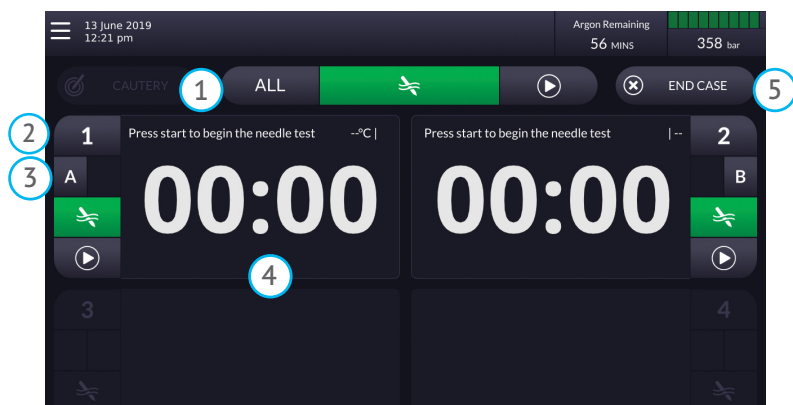 13 June 2019
12:21 pm
Argon Remaining
56 MINS
358 bar
CAUTERY
1
ALL
END CASE
5
2
1
Press start to begin the needle test --°C |
Press start to begin the needle test | --
2
3
A
00:00
00:00
B
4
3
4